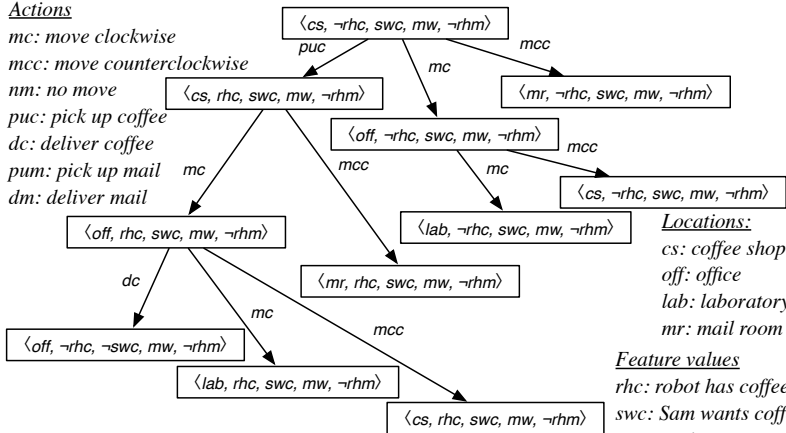 Actions
mc: move clockwise
mcc: move counterclockwise
nm: no move
puc: pick up coffee
dc: deliver coffee
pum: pick up mail
dm: deliver mail
⟨cs, ¬rhc, swc, mw, ¬rhm⟩
puc
mc
mcc
⟨cs, rhc, swc, mw, ¬rhm⟩
⟨mr, ¬rhc, swc, mw, ¬rhm⟩
⟨off, ¬rhc, swc, mw, ¬rhm⟩
mc
mcc
mc
mcc
⟨cs, ¬rhc, swc, mw, ¬rhm⟩
⟨off, rhc, swc, mw, ¬rhm⟩
⟨lab, ¬rhc, swc, mw, ¬rhm⟩
⟨mr, rhc, swc, mw, ¬rhm⟩
dc
mc
mcc
⟨off, ¬rhc, ¬swc, mw, ¬rhm⟩
⟨lab, rhc, swc, mw, ¬rhm⟩
⟨cs, rhc, swc, mw, ¬rhm⟩
Locations:
cs: coffee shop
off: office
lab: laboratory
mr: mail room
Feature values
rhc: robot has coffee
swc: Sam wants coff